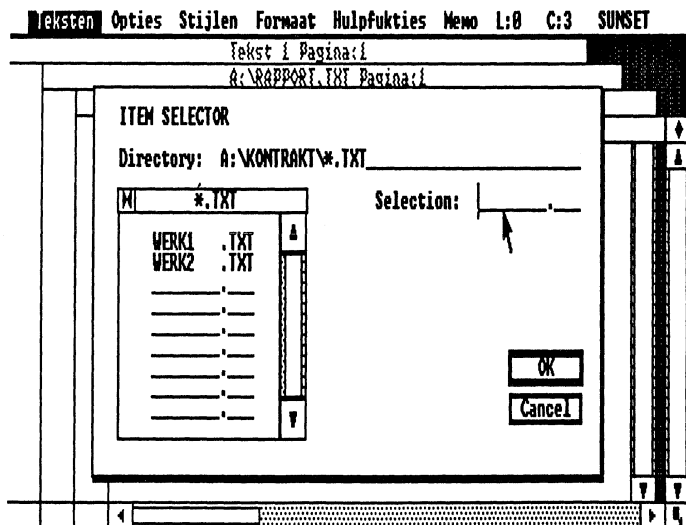 Teksten Opties Stijlen Formaat Hulpfukties Memo L:0 C:3 SUNSET
Tekst 1 Pagina:1
A:\RAPPORT.TXT Pagina:1
ITEM SELECTOR
Directory: A:\KONTRAKT\*.TXT
*.TXT
Selection: .
WERK1 .TXT
WERK2 .TXT
OK
Cancel